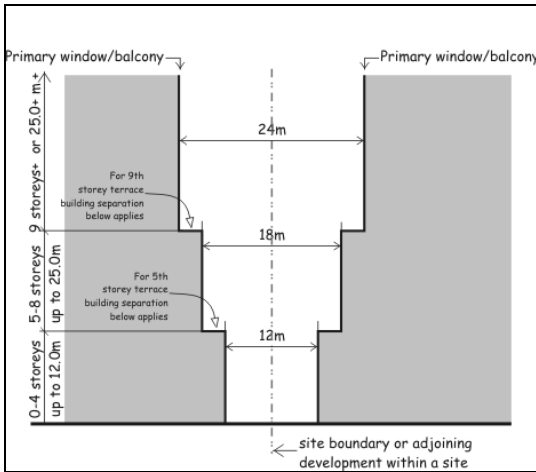 Primary window/balcony
Primary window/balcony
24m
For 9th
storey terrace
building separation
below applies
18m
For 5th
storey terrace
building separation
below applies
12m
9 storeys+ or 25.0+ m.+
5-8 storeys
up to 25.0m
0-4 storeys
up to 12.0m
site boundary or adjoining
development within a site